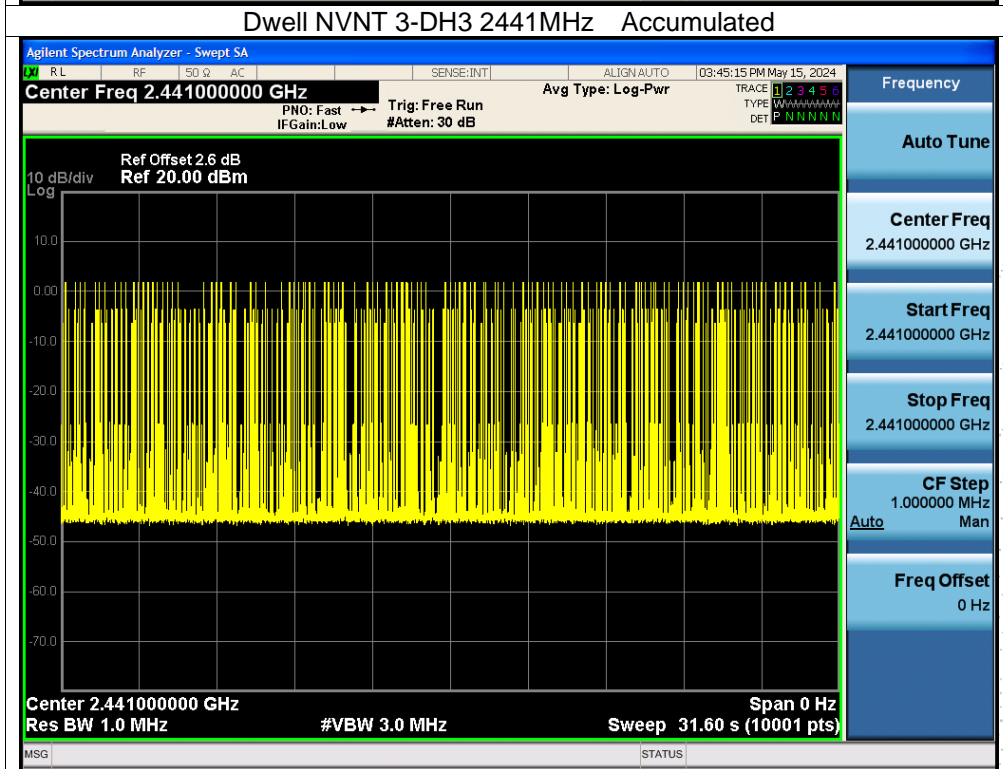 Dwell NVNT 3-DH3 2441MHz Accumulated
Agilent Spectrum Analyzer - Swept SA
LXI RL RF 50 Ω AC SENSE:INT ALIGN AUTO 03:45:15 PM May 15, 2024
Center Freq 2.441000000 GHz
Avg Type: Log-Pwr
TRACE 1 2 3 4 5 6
PNO: Fast
Trig: Free Run
TYPE WWWWWW
IFGain:Low
#Atten: 30 dB
DET P N N N N N
Ref Offset 2.6 dB
10 dB/div Ref 20.00 dBm
Log
10.0
0.00
-10.0
-20.0
-30.0
-40.0
-50.0
-60.0
-70.0
Center 2.441000000 GHz Span 0 Hz
Res BW 1.0 MHz #VBW 3.0 MHz Sweep 31.60 s (10001 pts)
MSG STATUS
Frequency
Auto Tune
Center Freq
2.441000000 GHz
Start Freq
2.441000000 GHz
Stop Freq
2.441000000 GHz
CF Step
1.000000 MHz
Auto Man
Freq Offset
0 Hz